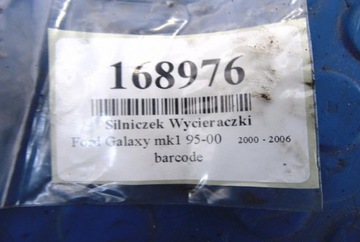 168976
Silniczek Wycieraczki
Ford Galaxy mk1 95-00 2000 - 2006
barcode